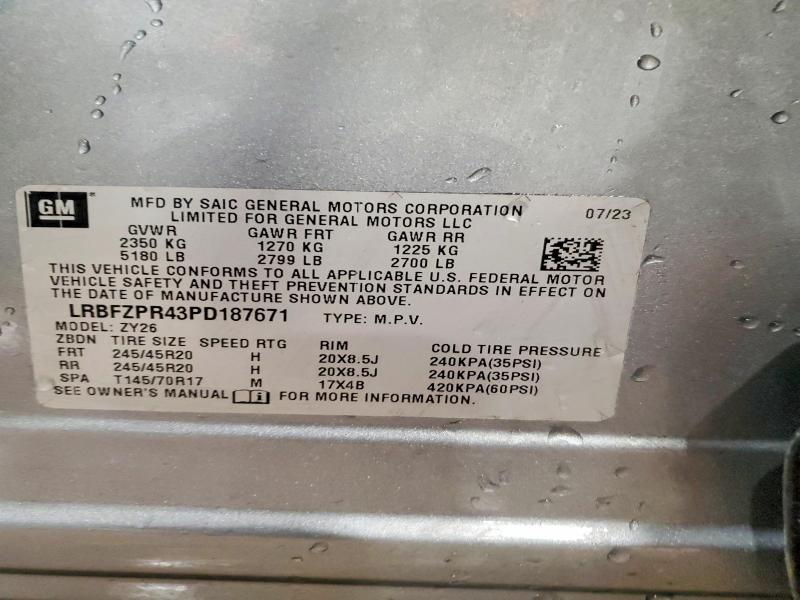 GM MFD BY SAIC GENERAL MOTORS CORPORATION 07/23
LIMITED FOR GENERAL MOTORS LLC
GVWR GAWR FRT GAWR RR
2350 KG 1270 KG 1225 KG
5180 LB 2799 LB 2700 LB
THIS VEHICLE CONFORMS TO ALL APPLICABLE U.S. FEDERAL MOTOR
VEHICLE SAFETY AND THEFT PREVENTION STANDARDS IN EFFECT ON
THE DATE OF MANUFACTURE SHOWN ABOVE.
LRBFZPR43PD187671 TYPE: M.P.V.
MODEL: ZY26
ZBDN TIRE SIZE SPEED RTG RIM COLD TIRE PRESSURE
FRT 245/45R20 H 20X8.5J 240KPA(35PSI)
RR 245/45R20 H 20X8.5J 240KPA(35PSI)
SPA T145/70R17 M 17X4B 420KPA(60PSI)
SEE OWNER'S MANUAL FOR MORE INFORMATION.